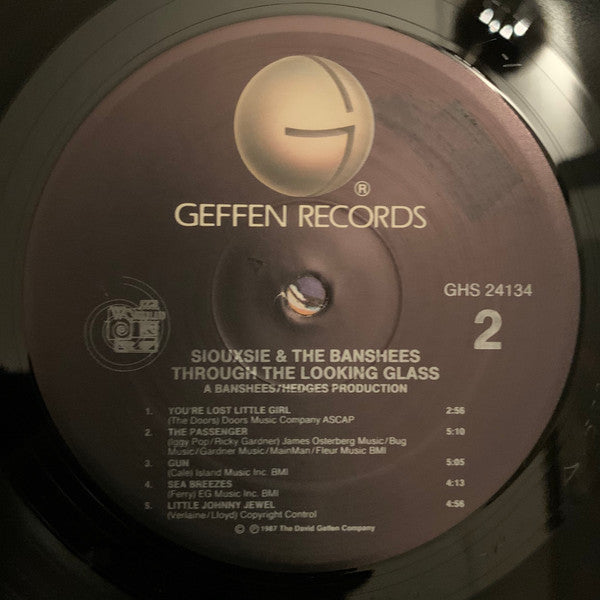 ®
GEFFEN RECORDS
GHS 24134
2
SIOUXSIE & THE BANSHEES
THROUGH THE LOOKING GLASS
A BANSHEES/HEDGES PRODUCTION
1. YOU'RE LOST LITTLE GIRL 2:56
(The Doors) Doors Music Company ASCAP
2. THE PASSENGER 5:10
(Iggy Pop/Ricky Gardner) James Osterberg Music/Bug
Music/Gardner Music/MainMan/Fleur Music BMI
3. GUN 5:05
(Cale) Island Music Inc. BMI
4. SEA BREEZES 4:13
(Ferry) EG Music Inc. BMI
5. LITTLE JOHNNY JEWEL 4:56
(Verlaine/Lloyd) Copyright Control
© ℗ 1987 The David Geffen Company